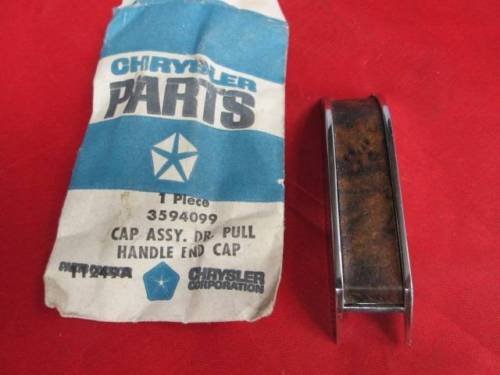 CHRYSLER
PARTS
1 Piece
3594099
CAP ASSY. DR. PULL
HANDLE END CAP
CHRYSLER
CORPORATION